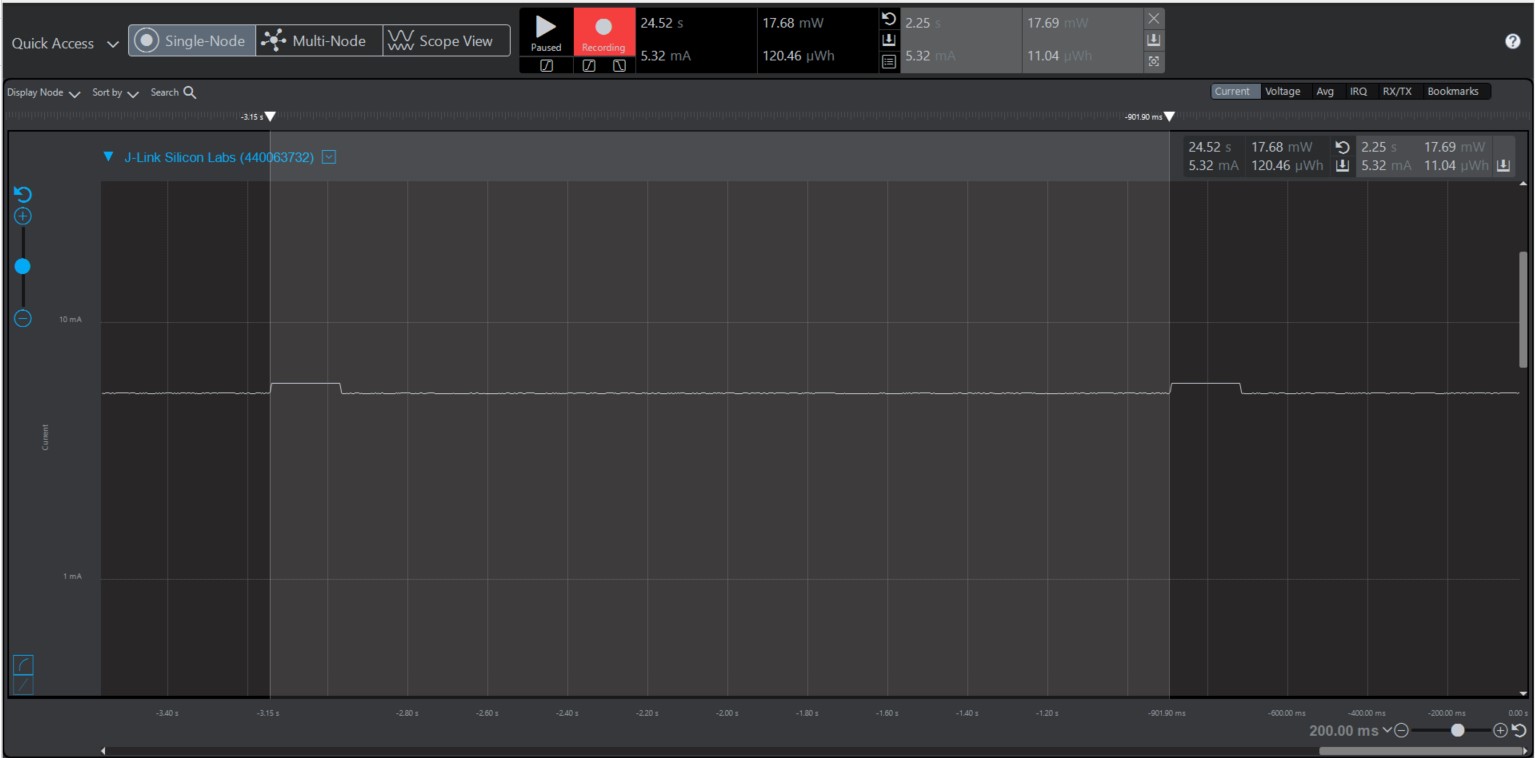 Quick Access
Single-Node
Multi-Node
Scope View
Paused
Recording
24.52 s
17.68 mW
5.32 mA
120.46 µWh
2.25 s
17.69 mW
5.32 mA
11.04 µWh
Display Node
Sort by
Search
Current
Voltage
Avg
IRQ
RX/TX
Bookmarks
-3.15 s
-901.90 ms
J-Link Silicon Labs (440063732)
24.52 s 17.68 mW 2.25 s 17.69 mW
5.32 mA 120.46 µWh 5.32 mA 11.04 µWh
10 mA
Current
1 mA
-3.40 s -3.15 s -2.80 s -2.60 s -2.40 s -2.20 s -2.00 s -1.80 s -1.60 s -1.40 s -1.20 s -901.90 ms -600.00 ms -400.00 ms -200.00 ms 0.00 s
200.00 ms